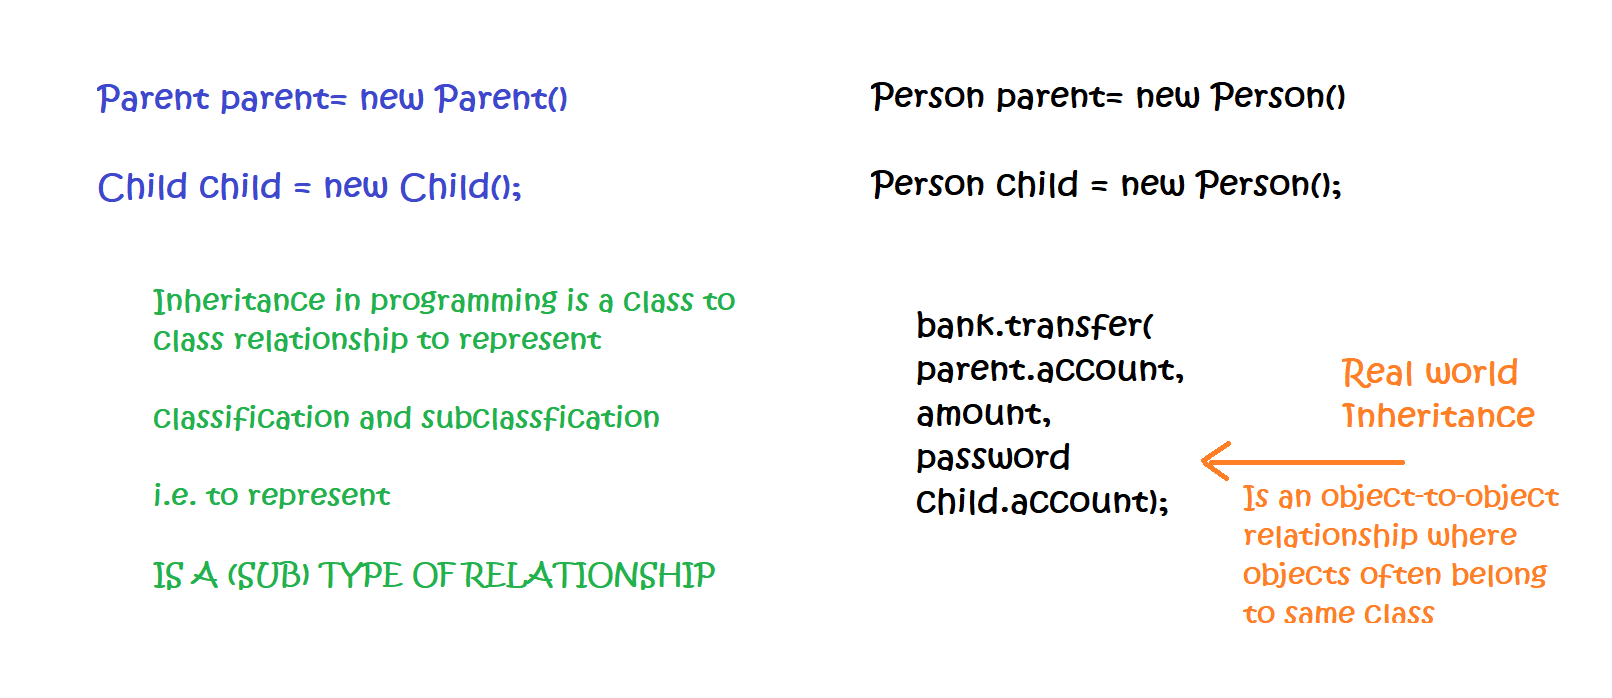 Parent parent= new Parent()
Child child = new Child();
Inheritance in programming is a class to
class relationship to represent
classification and subclassfication
i.e. to represent
IS A (SUB) TYPE OF RELATIONSHIP
Person parent= new Person()
Person child = new Person();
bank.transfer(
parent.account,
amount,
password
child.account);
Real world
Inheritance
Is an object-to-object
relationship where
objects often belong
to same class